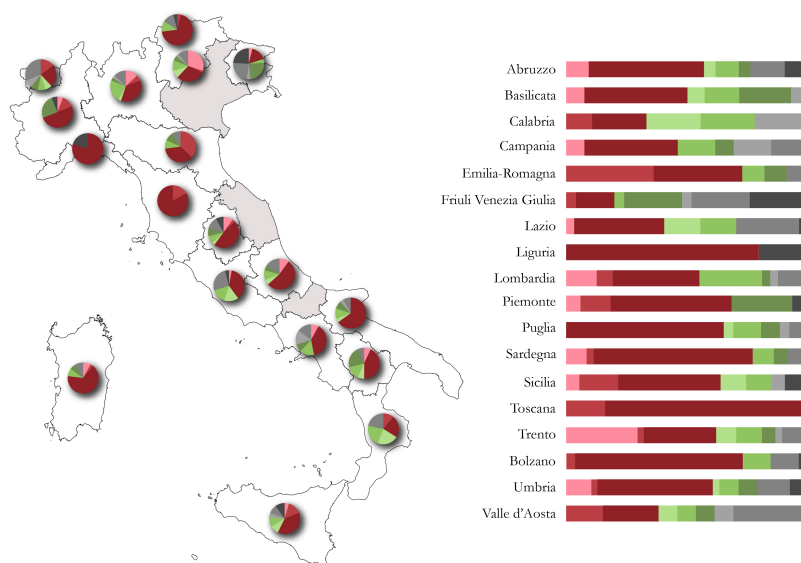 Abruzzo
Basilicata
Calabria
Campania
Emilia-Romagna
Friuli Venezia Giulia
Lazio
Liguria
Lombardia
Piemonte
Puglia
Sardegna
Sicilia
Toscana
Trento
Bolzano
Umbria
Valle d'Aosta